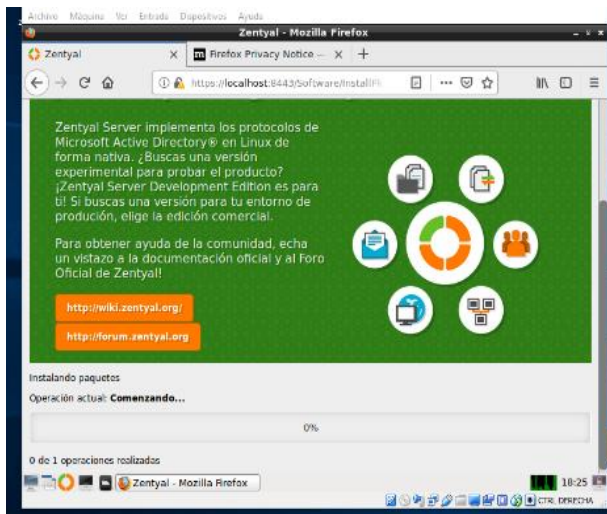 Archivo Máquina Ver Entrada Dispositivos Ayuda
Zentyal - Mozilla Firefox
Zentyal
Firefox Privacy Notice —
https://localhost:8443/Software/InstallPk
Zentyal Server implementa los protocolos de
Microsoft Active Directory® en Linux de
forma nativa. ¿Buscas una versión
experimental para probar el producto?
¡Zentyal Server Development Edition es para
ti! Si buscas una versión para tu entorno de
produción, elige la edición comercial.
Para obtener ayuda de la comunidad, echa
un vistazo a la documentación oficial y al Foro
Oficial de Zentyal!
http://wiki.zentyal.org/
http://forum.zentyal.org
Instalando paquetes
Operación actual: Comenzando...
0%
0 de 1 operaciones realizadas
Zentyal - Mozilla Firefox
18:25
CTRL DERECHA